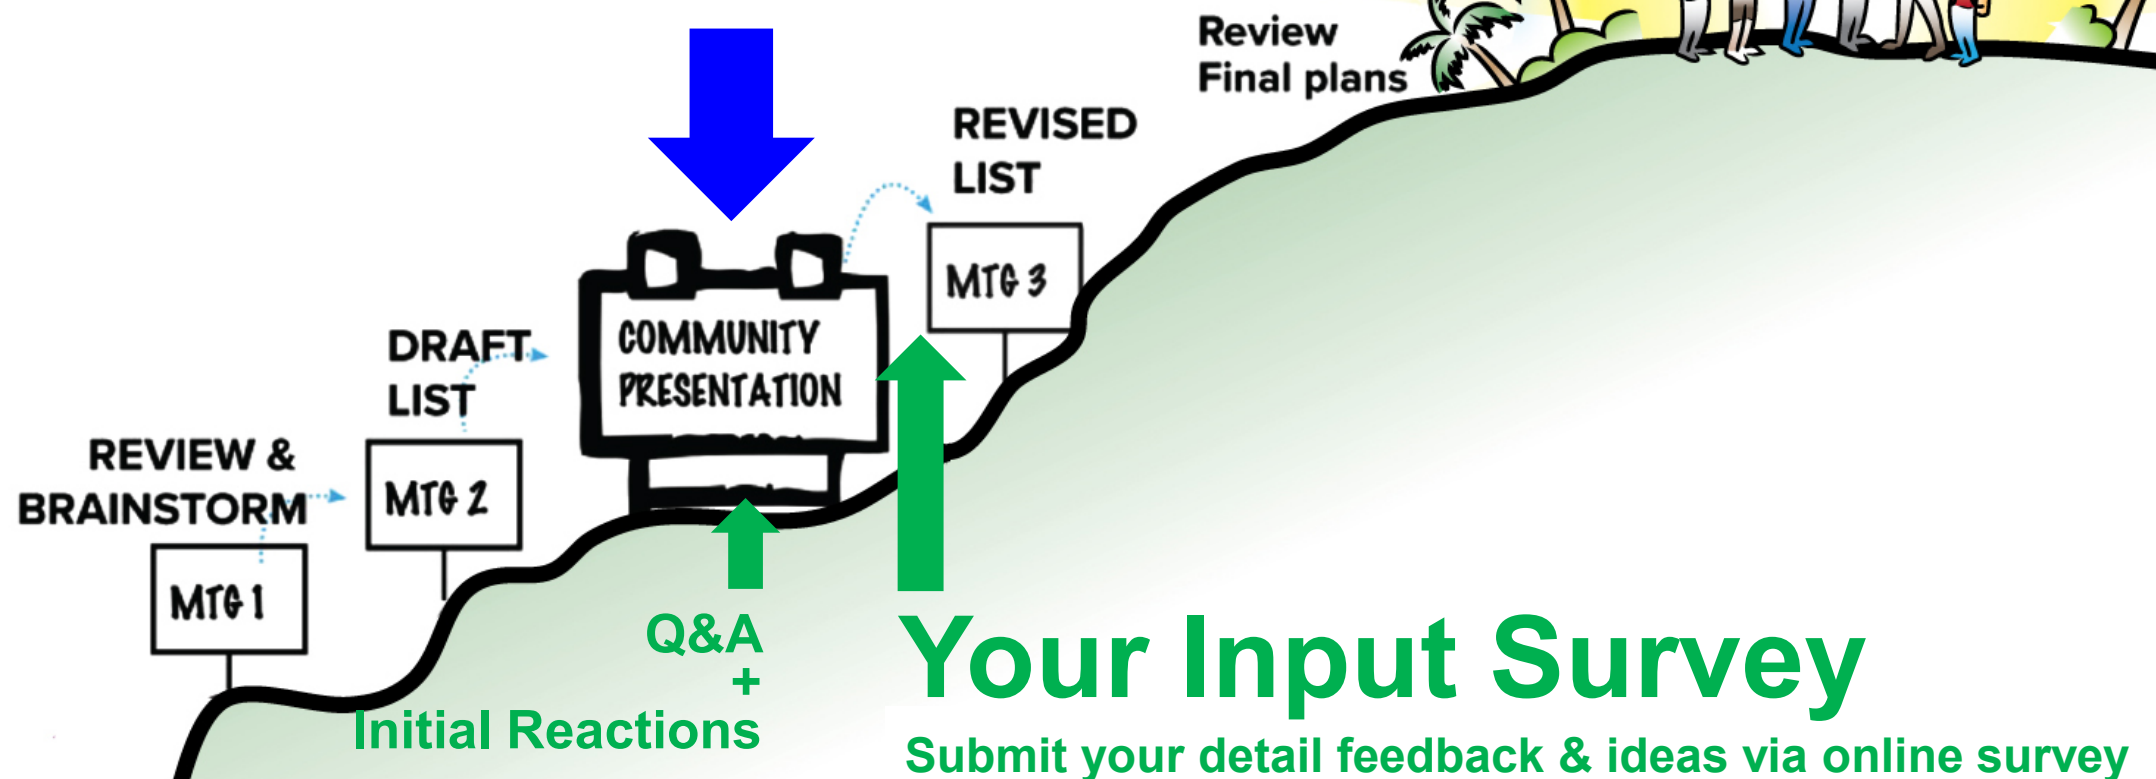 Review
Final plans
REVISED
LIST
MTG 3
COMMUNITY
PRESENTATION
DRAFT
LIST
MTG 2
REVIEW &
BRAINSTORM
MTG 1
Q&A
+
Initial Reactions
Your Input Survey
Submit your detail feedback & ideas via online survey